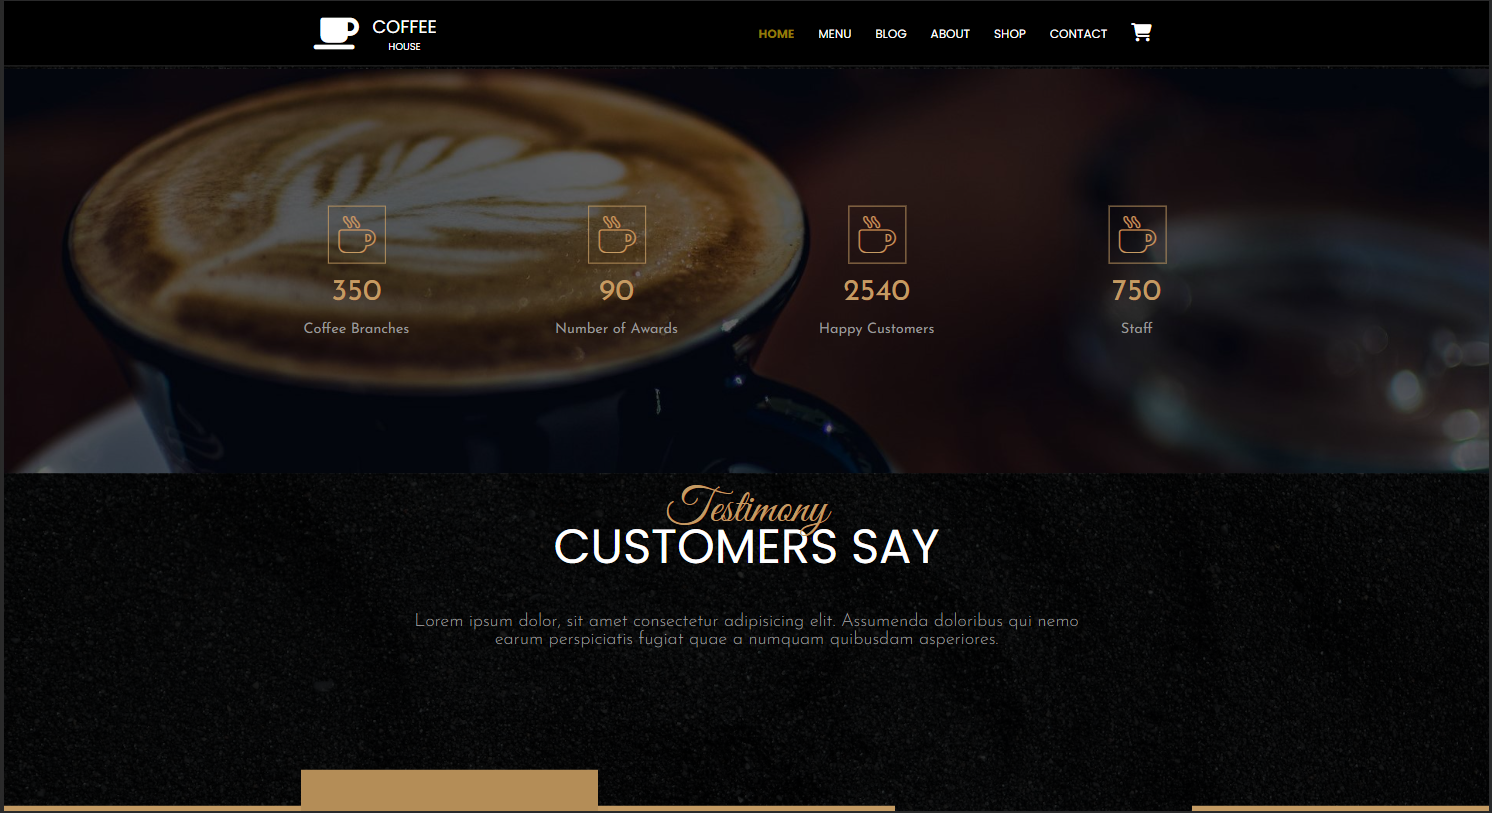 COFFEE
HOUSE
HOME MENU BLOG ABOUT SHOP CONTACT
350 90 2540 750
Coffee Branches Number of Awards Happy Customers Staff
Testimony
CUSTOMERS SAY
Lorem ipsum dolor, sit amet consectetur adipisicing elit. Assumenda doloribus qui nemo
earum perspiciatis fugiat quae a numquam quibusdam asperiores.